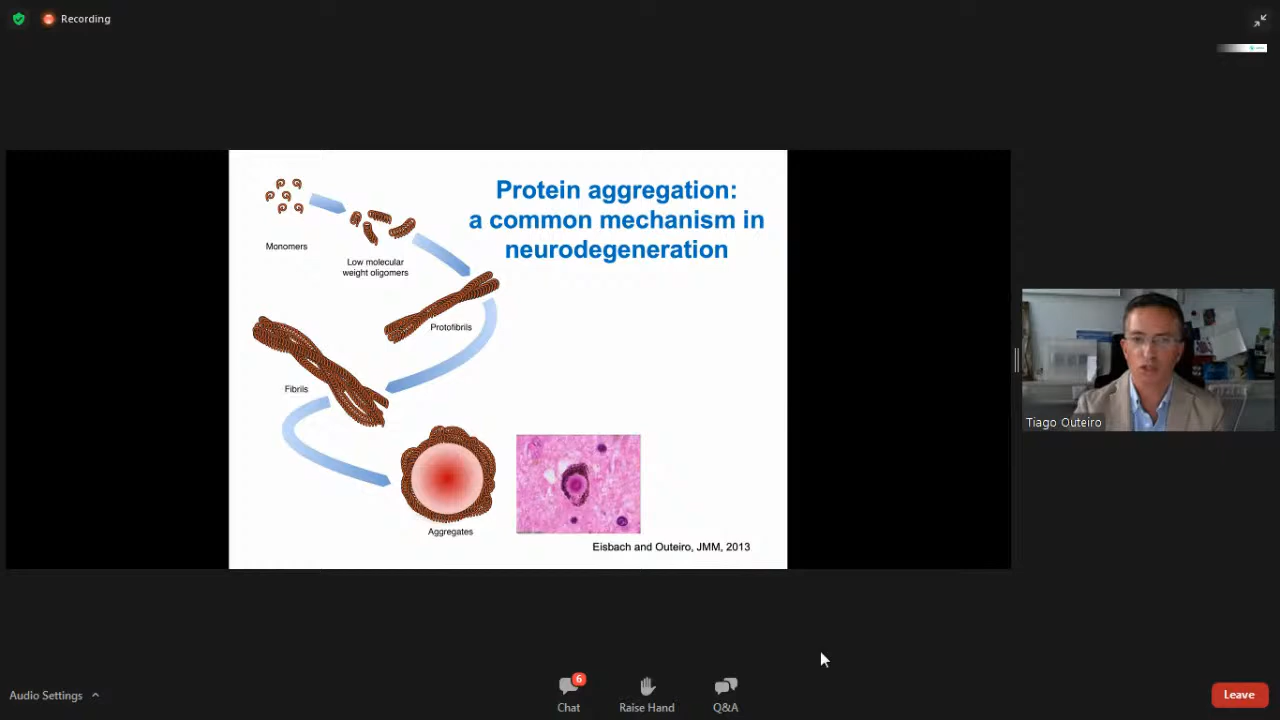 Recording
Protein aggregation:
a common mechanism in
neurodegeneration
Monomers
Low molecular
weight oligomers
Protofibrils
Fibrils
Aggregates
Eisbach and Outeiro, JMM, 2013
Tiago Outeiro
Audio Settings
6
Chat
Raise Hand
Q&A
Leave